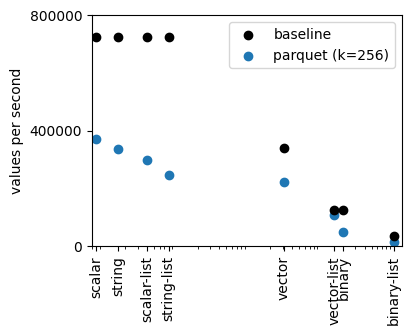 800000
400000
0
values per second
baseline
parquet (k=256)
scalar
string
scalar-list
string-list
vector
vector-list
binary
binary-list